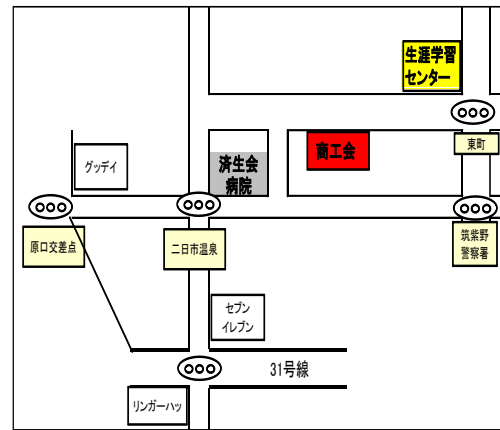 生涯学習
センター
東町
グッデイ
済生会
病院
商工会
原口交差点
二日市温泉
筑紫野
警察署
セブン
イレブン
31号線
リンガーハッ